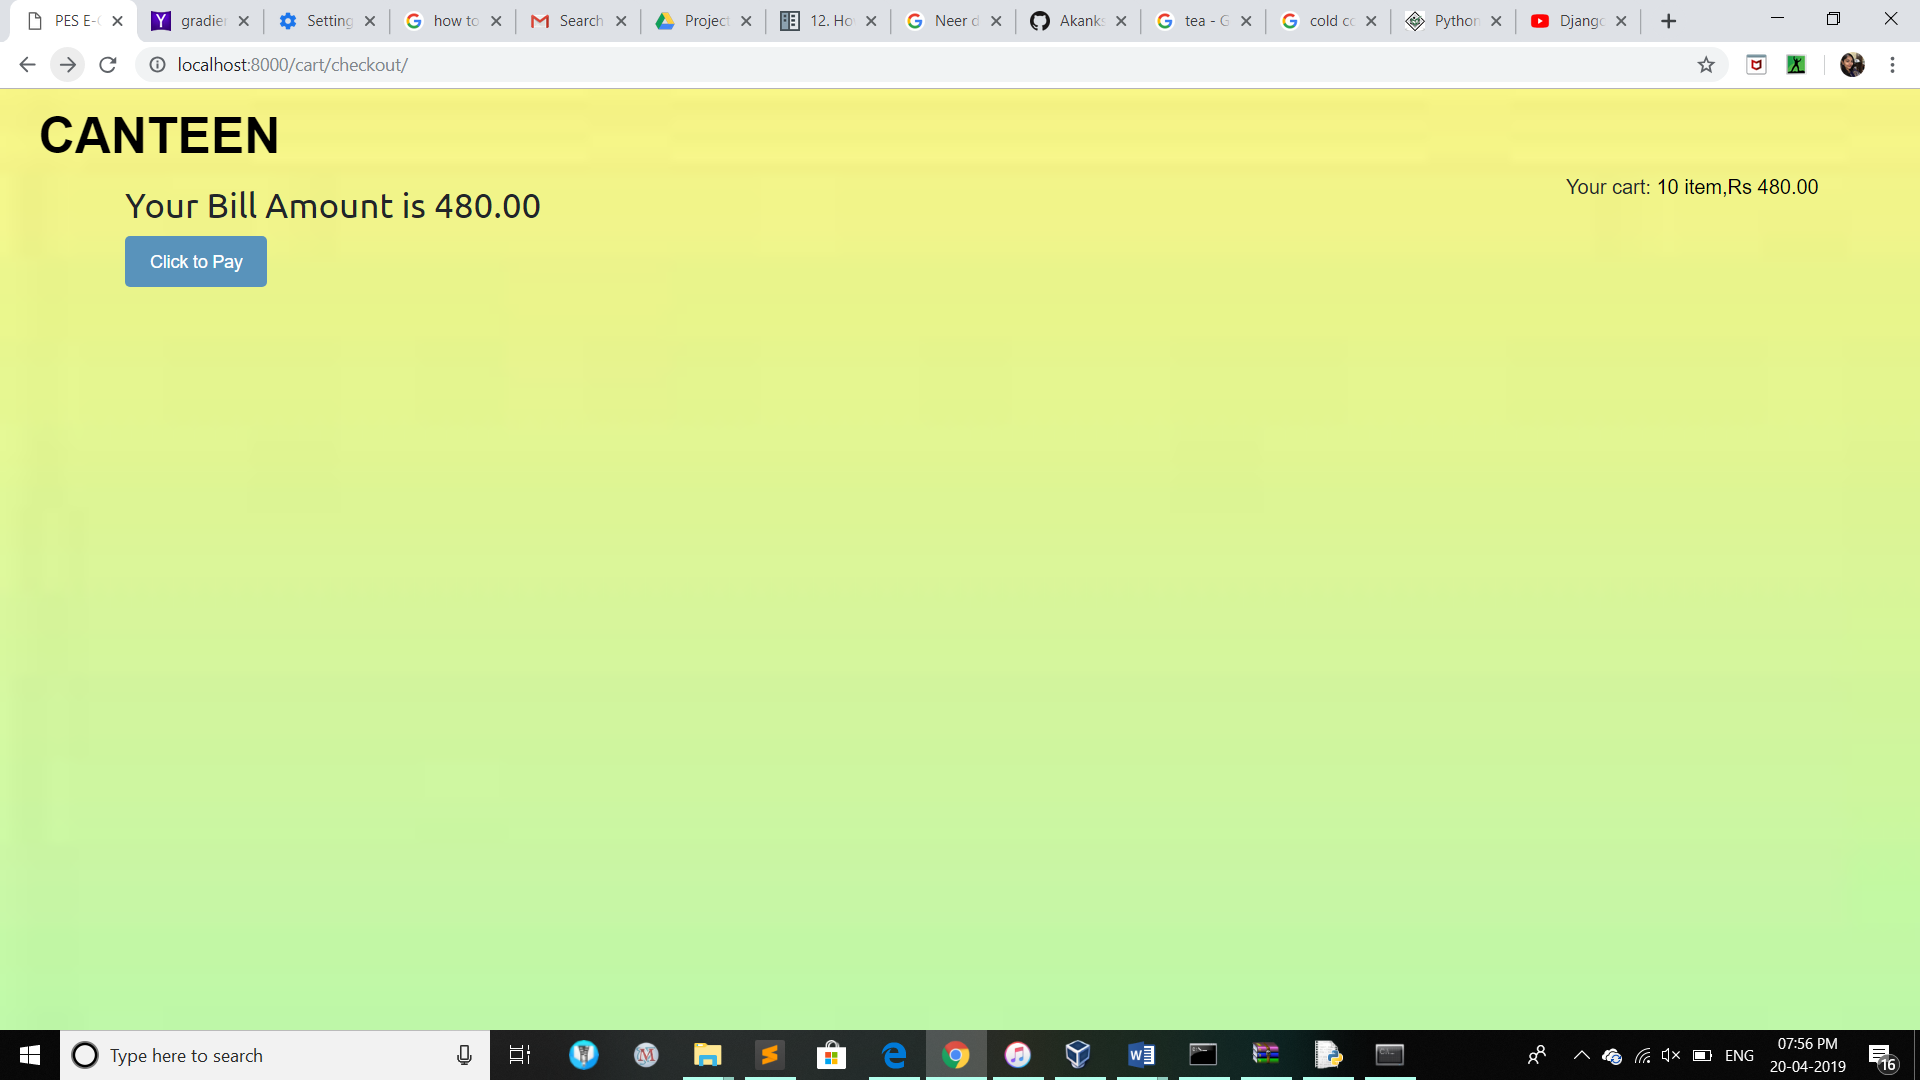 PES E-
gradie
Setting
how to
Search
Project
12. Ho
Neer d
Akanks
tea - G
cold co
Python
Django
localhost:8000/cart/checkout/
CANTEEN
Your cart: 10 item,Rs 480.00
Your Bill Amount is 480.00
Click to Pay
Type here to search
ENG
07:56 PM
20-04-2019
16